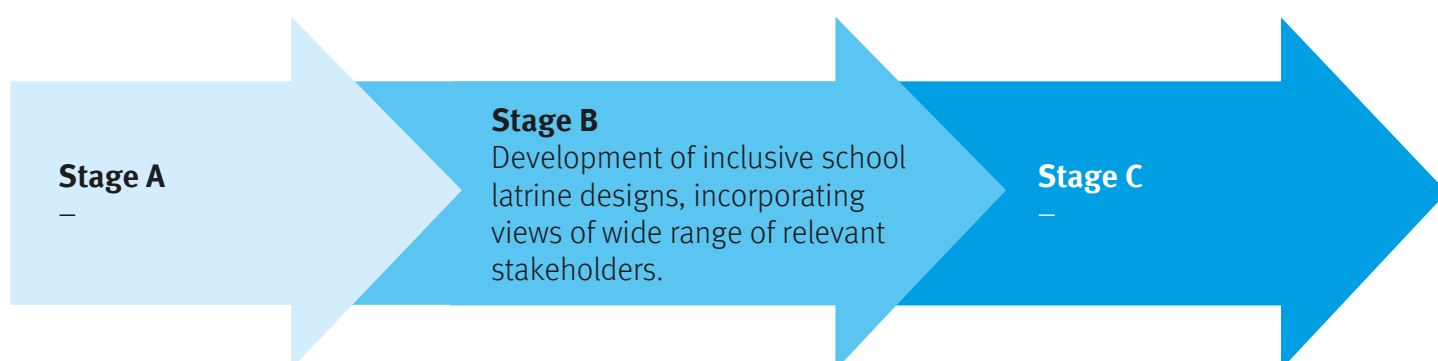 Stage A
–
Stage B
Development of inclusive school
latrine designs, incorporating
views of wide range of relevant
stakeholders.
Stage C
–